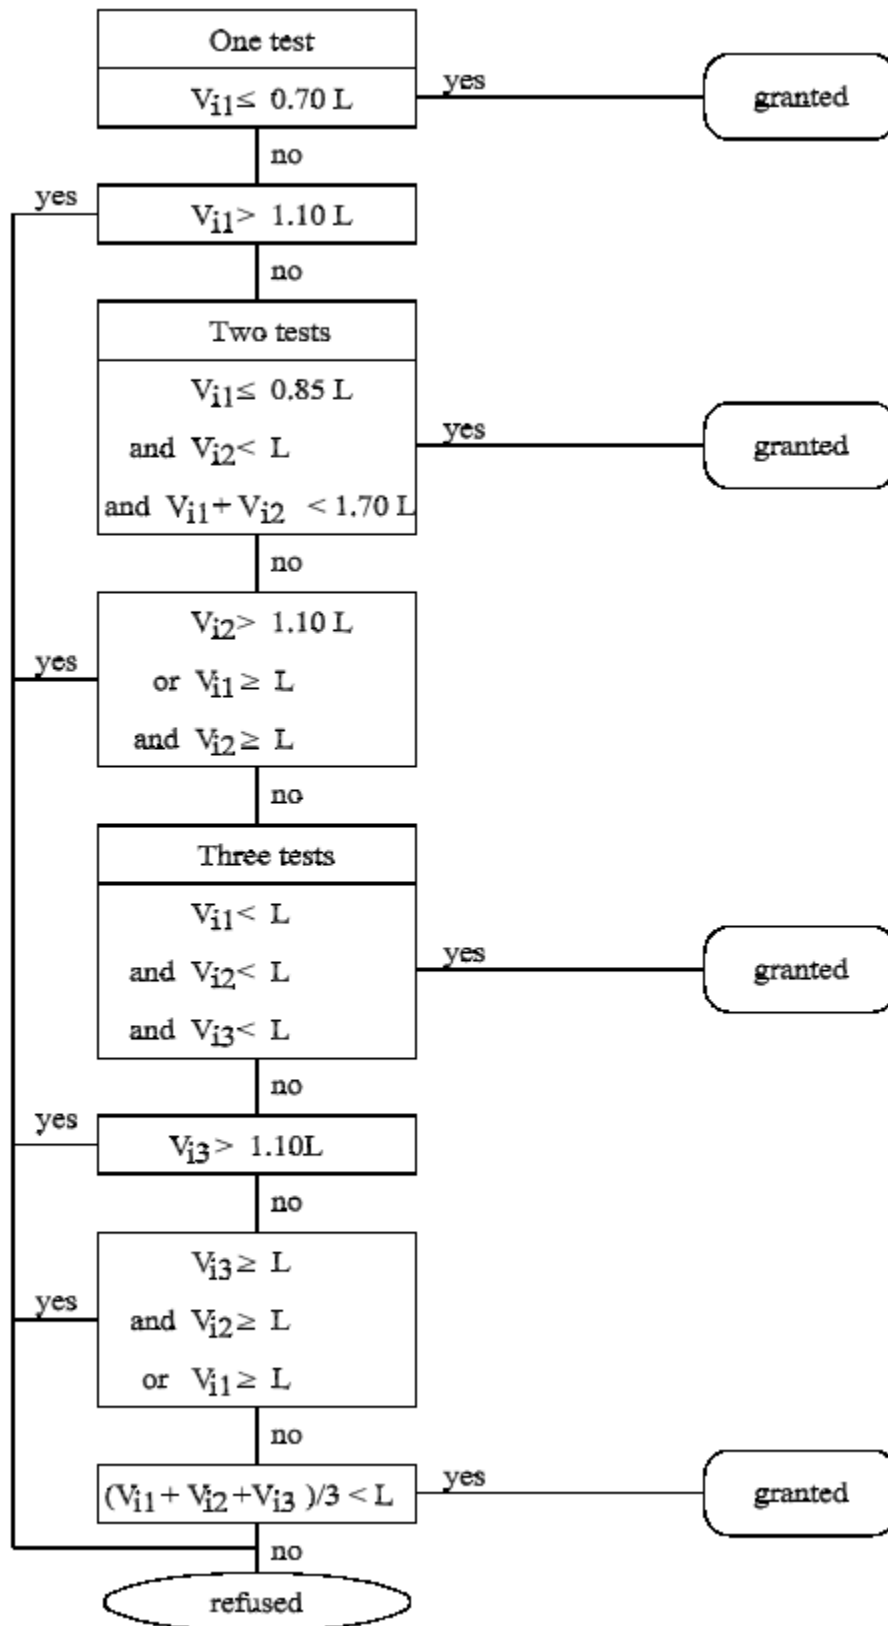 One test
Vi1≤ 0.70 L
yes
granted
no
yes
Vi1> 1.10 L
no
Two tests
Vi1≤ 0.85 L
and Vi2< L
and Vi1+ Vi2 < 1.70 L
yes
granted
no
Vi2> 1.10 L
yes
or Vi1≥ L
and Vi2≥ L
no
Three tests
Vi1< L
and Vi2< L
and Vi3< L
yes
granted
no
yes
Vi3> 1.10L
no
Vi3≥ L
yes
and Vi2≥ L
or Vi1≥ L
no
(Vi1+ Vi2 +Vi3 )/3 < L
yes
granted
no
refused